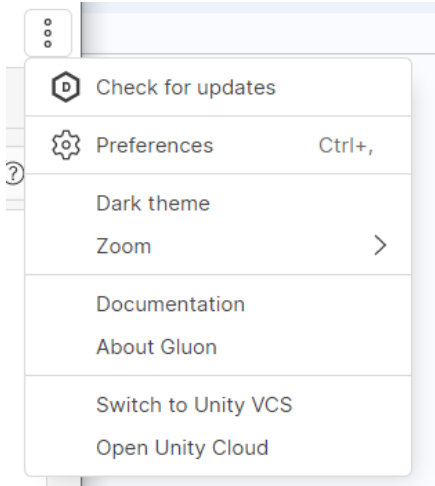 Check for updates
Preferences Ctrl+,
Dark theme
Zoom
Documentation
About Gluon
Switch to Unity VCS
Open Unity Cloud